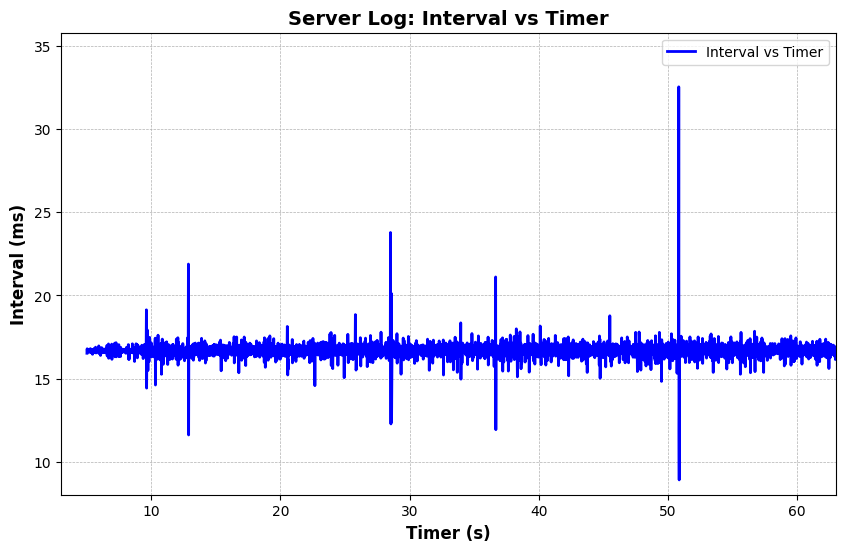 Server Log: Interval vs Timer
Interval vs Timer
35
30
25
20
15
10
Interval (ms)
10 20 30 40 50 60
Timer (s)